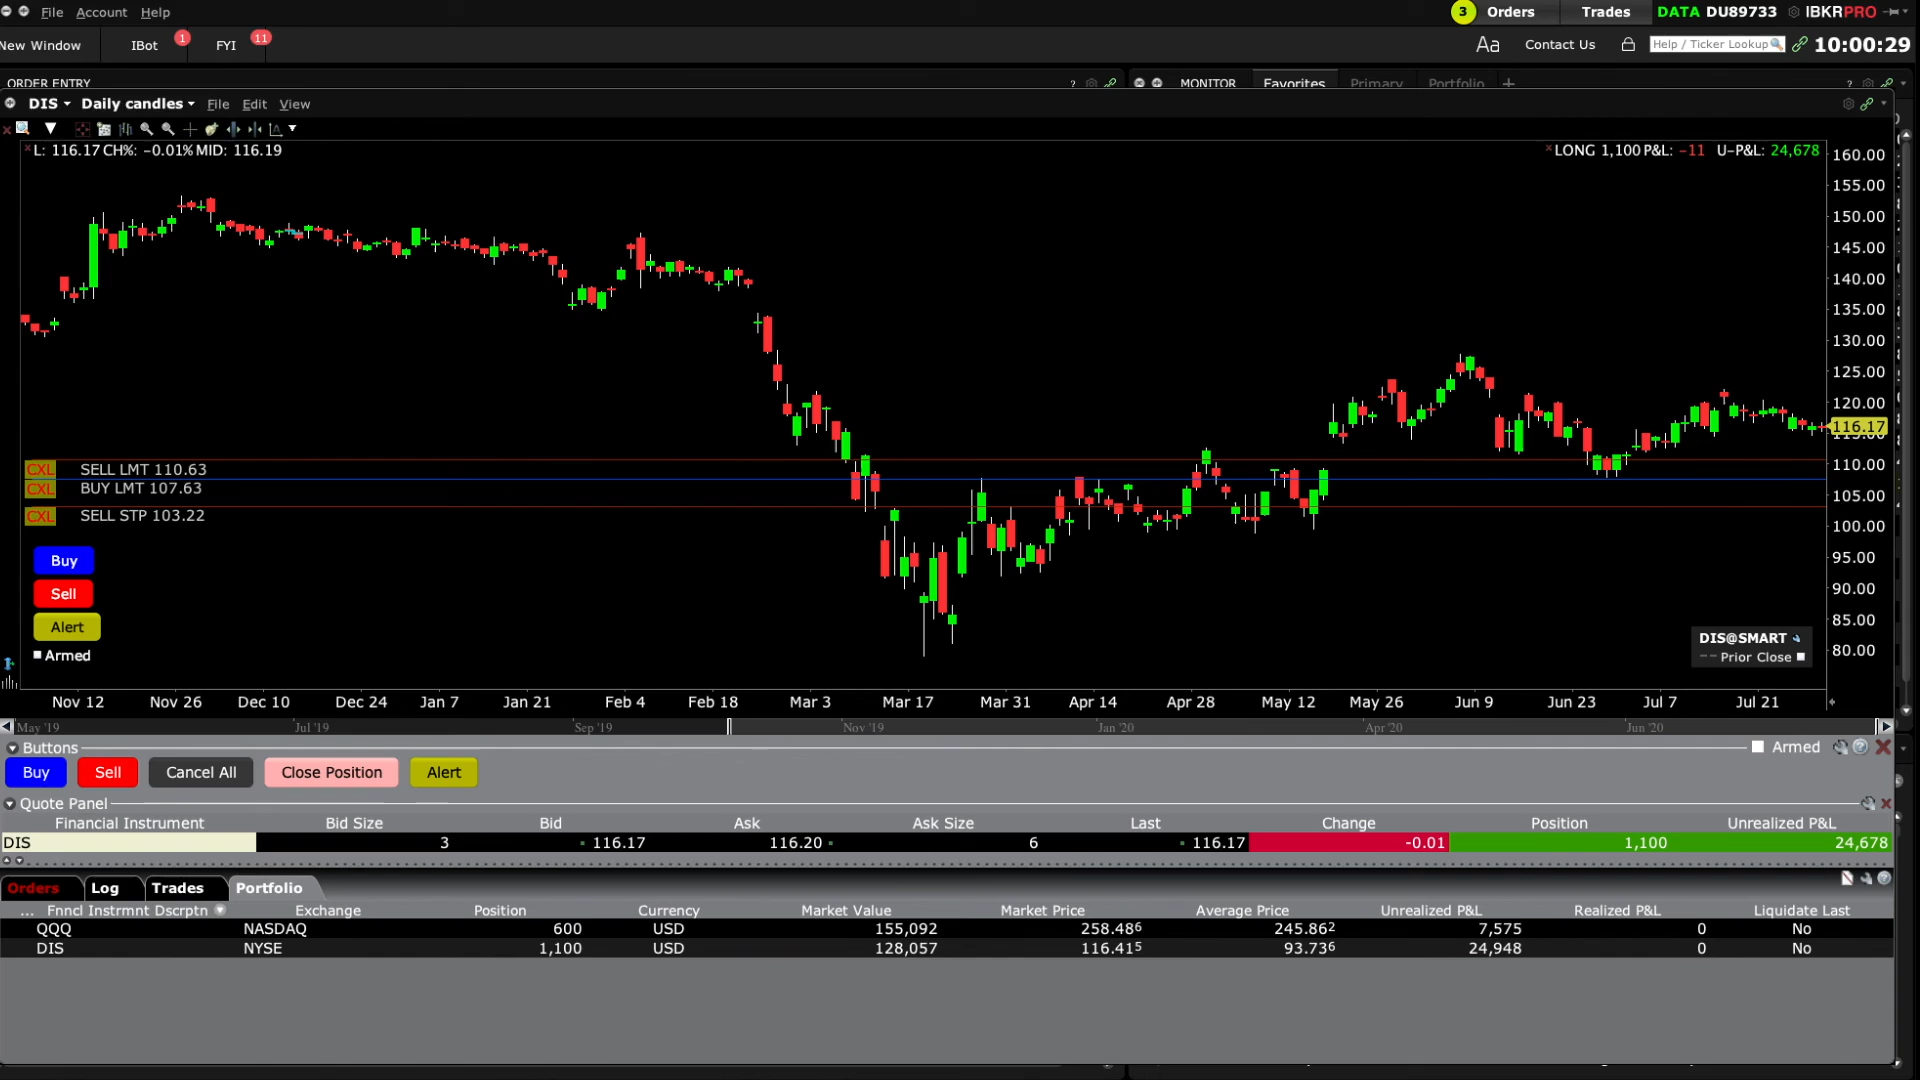 File Account Help 3 Orders Trades DATA DU89733 IBKRPRO
New Window IBot 1 FYI 11 Aa Contact Us Help / Ticker Lookup 10:00:29
ORDER ENTRY ? MONITOR Favorites Primary Portfolio + ?
DIS Daily candles File Edit View
L: 116.17 CH%: −0.01% MID: 116.19 LONG 1,100 P&L: −11 U-P&L: 24,678
160.00
155.00
150.00
145.00
140.00
135.00
130.00
125.00
120.00
116.17
115.00
SELL LMT 110.63
110.00
CXL
BUY LMT 107.63
CXL
105.00
SELL STP 103.22
CXL
100.00
Buy
95.00
Sell
90.00
Alert
85.00
Armed
DIS@SMART
80.00
Prior Close
Nov 12 Nov 26 Dec 10 Dec 24 Jan 7 Jan 21 Feb 4 Feb 18 Mar 3 Mar 17 Mar 31 Apr 14 Apr 28 May 12 May 26 Jun 9 Jun 23 Jul 7 Jul 21
May '19 Jul '19 Sep '19 Nov '19 Jan '20 Apr '20 Jun '20
Buttons Armed
Buy Sell Cancel All Close Position Alert
Quote Panel
Financial Instrument Bid Size Bid Ask Ask Size Last Change Position Unrealized P&L
DIS 3 116.17 116.20 6 116.17 -0.01 1,100 24,678
Orders Log Trades Portfolio
... Fnncl Instrmnt Dscrptn Exchange Position Currency Market Value Market Price Average Price Unrealized P&L Realized P&L Liquidate Last
QQQ NASDAQ 600 USD 155,092 258.486 245.862 7,575 0 No
DIS NYSE 1,100 USD 128,057 116.415 93.736 24,948 0 No